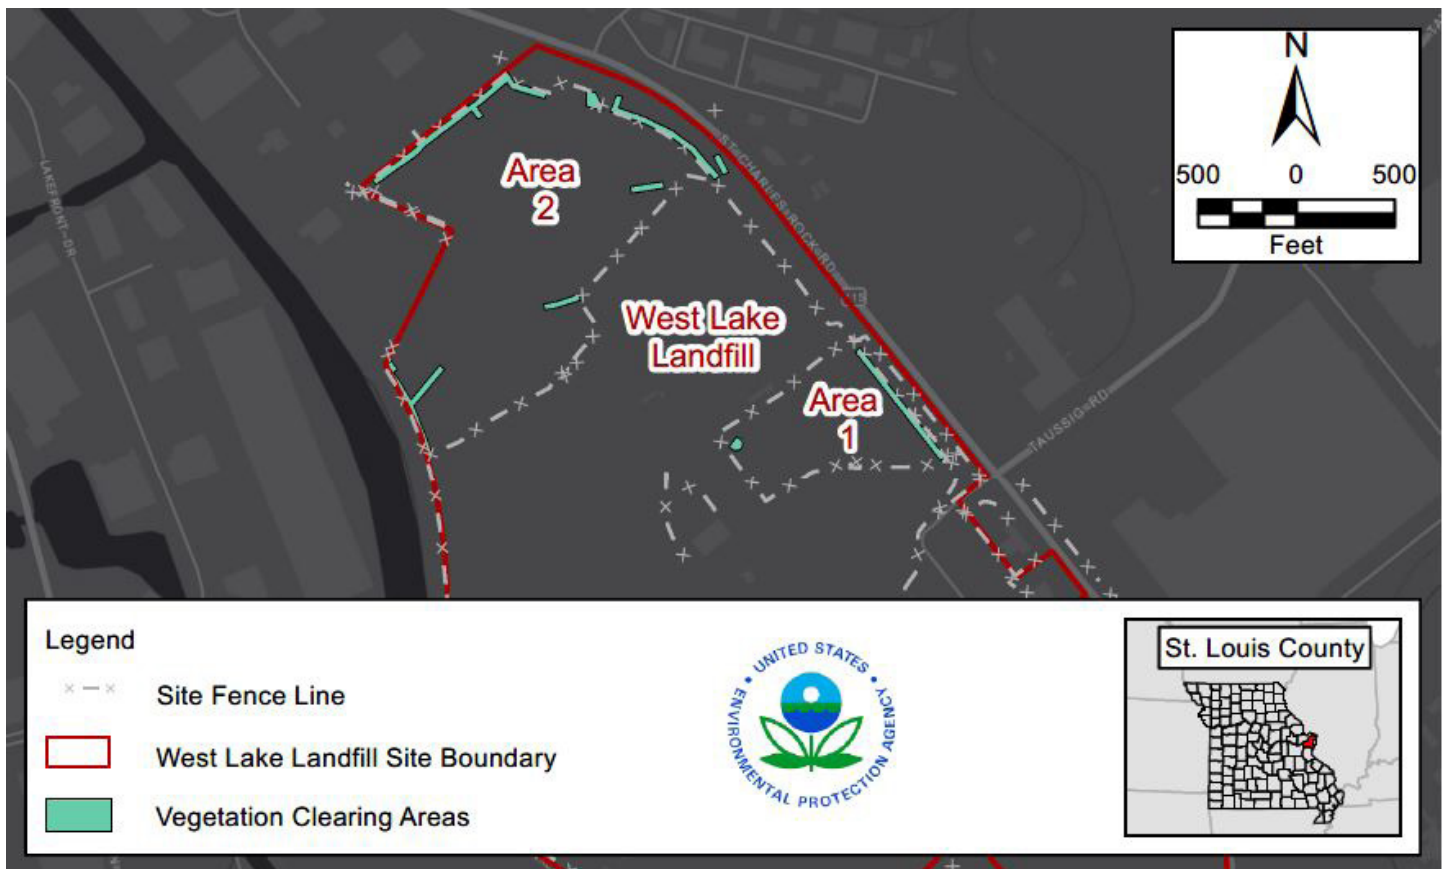 N
500 0 500
Feet
LAKEFRONT-DR
ST-CHARLES-ROCK-RD
TAUSSIG-RD
Area
2
West Lake
Landfill
Area
1
Legend
Site Fence Line
West Lake Landfill Site Boundary
Vegetation Clearing Areas
UNITED STATES
ENVIRONMENTAL PROTECTION AGENCY
St. Louis County